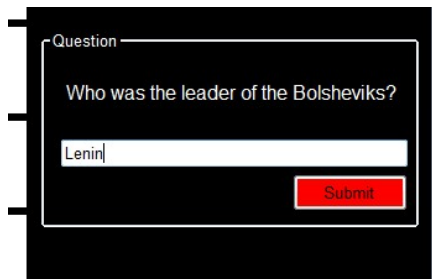 Question
Who was the leader of the Bolsheviks?
Lenin
Submit